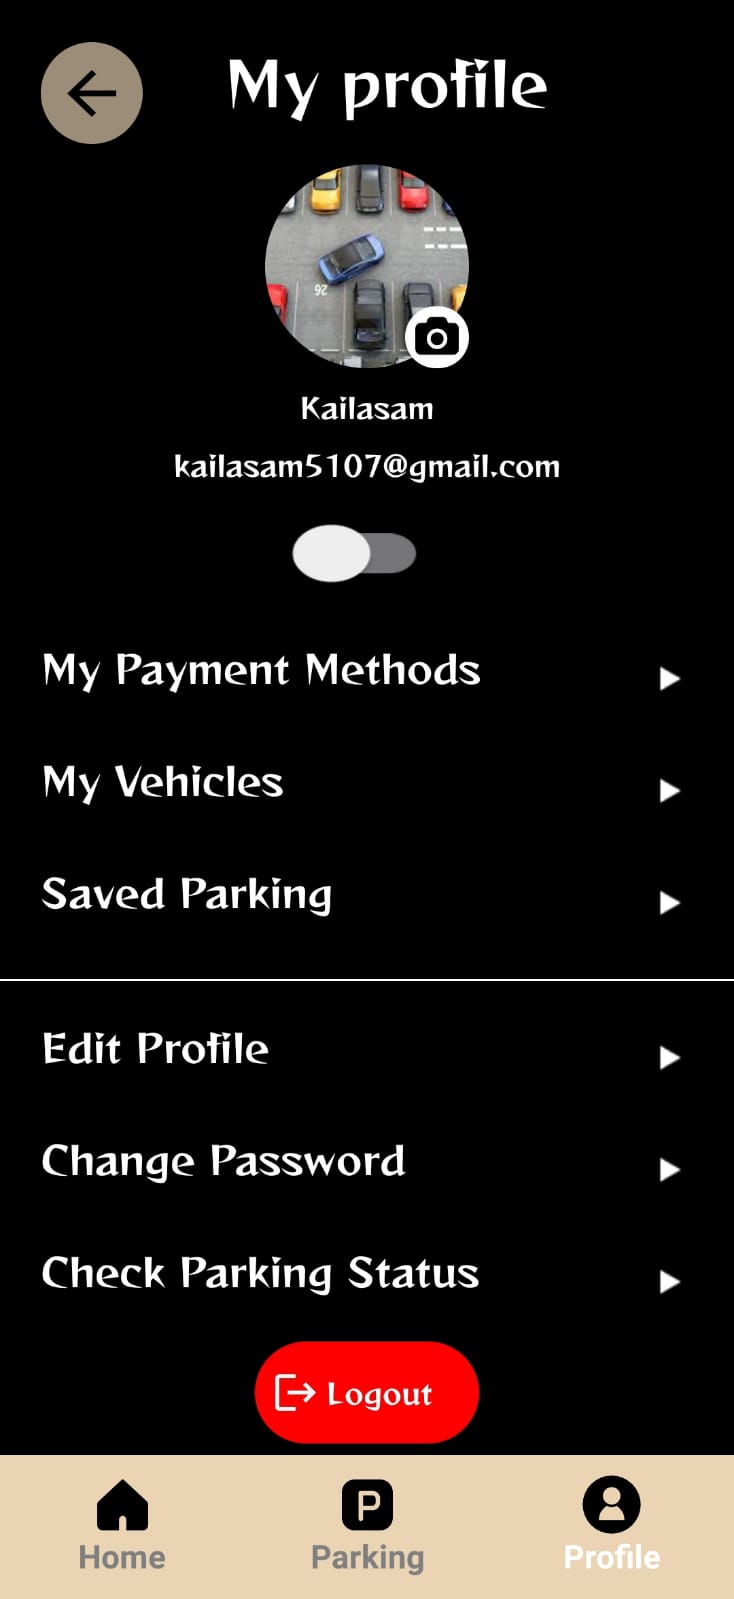 My profile
26
Kailasam
kailasam5107@gmail.com
My Payment Methods
My Vehicles
Saved Parking
Edit Profile
Change Password
Check Parking Status
Logout
P
Home
Parking
Profile